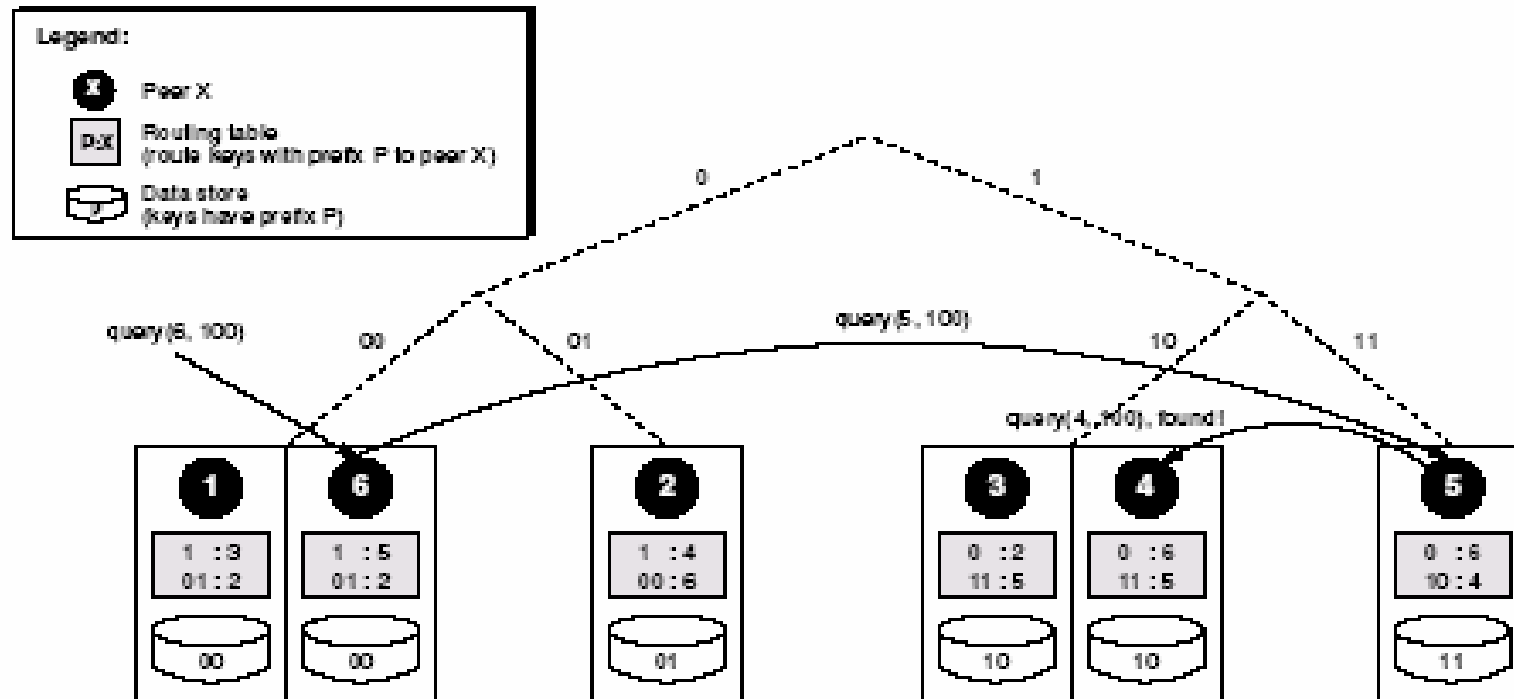 Legend:
X Peer X
P:X Routing table
(route keys with prefix P to peer X)
P Data store
(keys have prefix P)
0 1
query(6, 100) 00 01 query(5, 100) 10 11
query(4, 100), found!
1 6 2 3 4 5
1 :3 1 :5 1 :4 0 :2 0 :6 0 :6
01:2 01:2 00:6 11:5 11:5 10:4
00 00 01 10 10 11